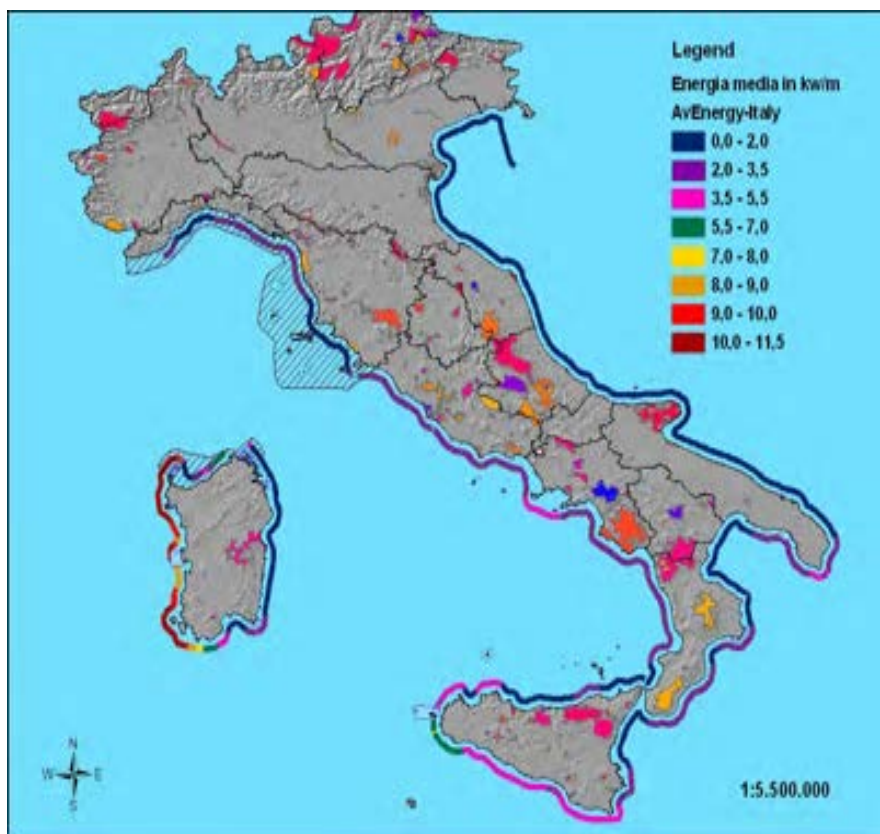 Legend
Energia media in kw/m
AvEnergy-Italy
0,0 - 2,0
2,0 - 3,5
3,5 - 5,5
5,5 - 7,0
7,0 - 8,0
8,0 - 9,0
9,0 - 10,0
10,0 - 11,5
N
W E
S
1:5.500.000